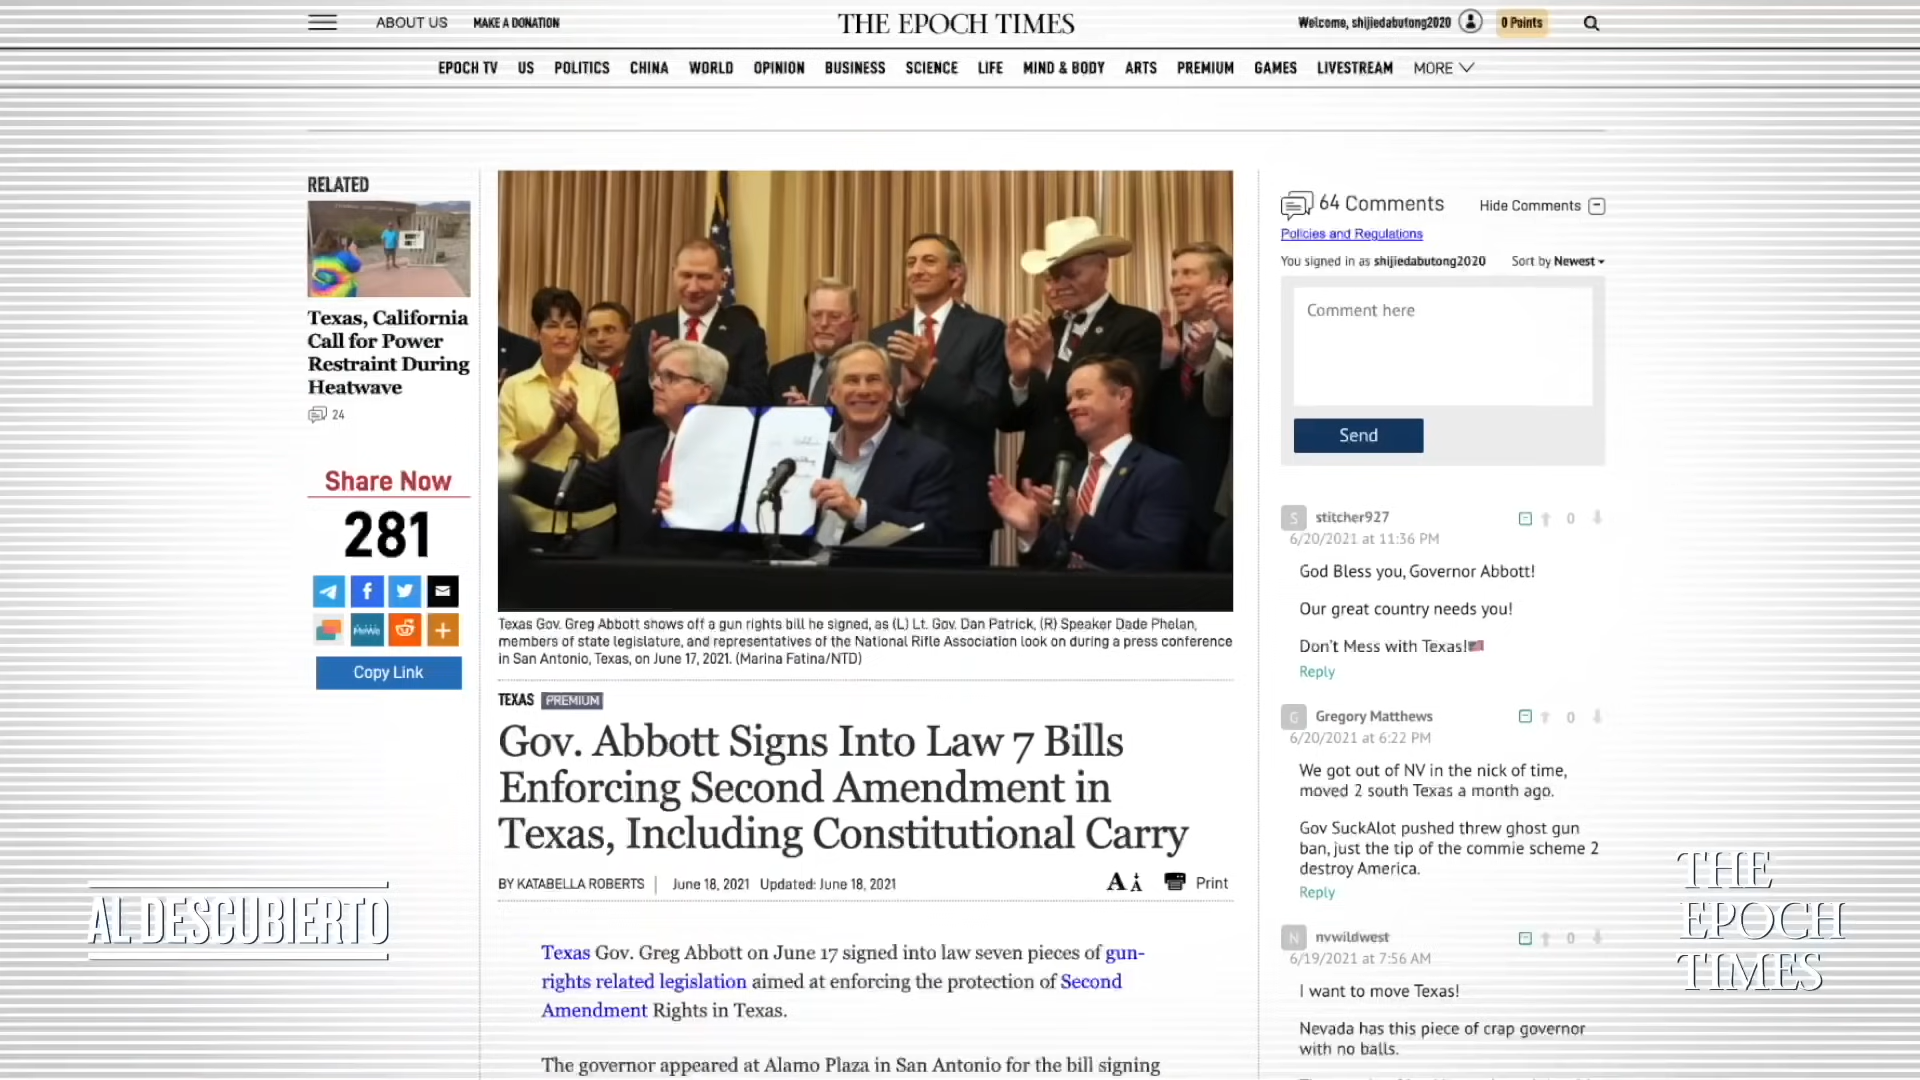 ABOUT US
MAKE A DONATION
THE EPOCH TIMES
Welcome, shijiedabutong2020
0 Points
EPOCH TV US POLITICS CHINA WORLD OPINION BUSINESS SCIENCE LIFE MIND & BODY ARTS PREMIUM GAMES LIVESTREAM MORE
RELATED
Texas, California
Call for Power
Restraint During
Heatwave
24
Share Now
281
MeWe
Copy Link
Texas Gov. Greg Abbott shows off a gun rights bill he signed, as (L) Lt. Gov. Dan Patrick, (R) Speaker Dade Phelan,
members of state legislature, and representatives of the National Rifle Association look on during a press conference
in San Antonio, Texas, on June 17, 2021. (Marina Fatina/NTD)
TEXAS PREMIUM
Gov. Abbott Signs Into Law 7 Bills
Enforcing Second Amendment in
Texas, Including Constitutional Carry
BY KATABELLA ROBERTS June 18, 2021 Updated: June 18, 2021
A A Print
Texas Gov. Greg Abbott on June 17 signed into law seven pieces of gun-
rights related legislation aimed at enforcing the protection of Second
Amendment Rights in Texas.
The governor appeared at Alamo Plaza in San Antonio for the bill signing
64 Comments
Hide Comments
Policies and Regulations
You signed in as shijiedabutong2020 Sort by Newest
Comment here
Send
S stitcher927 0
6/20/2021 at 11:36 PM
God Bless you, Governor Abbott!
Our great country needs you!
Don't Mess with Texas!🇺🇸
Reply
G Gregory Matthews 0
6/20/2021 at 6:22 PM
We got out of NV in the nick of time,
moved 2 south Texas a month ago.
Gov SuckAlot pushed threw ghost gun
ban, just the tip of the commie scheme 2
destroy America.
Reply
N nvwildwest 0
6/19/2021 at 7:56 AM
I want to move Texas!
Nevada has this piece of crap governor
with no balls.
AL DESCUBIERTO
THE
EPOCH
TIMES